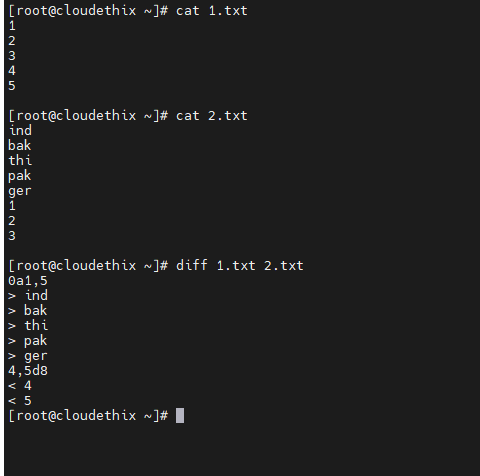 [root@cloudethix ~]# cat 1.txt
1
2
3
4
5

[root@cloudethix ~]# cat 2.txt
ind
bak
thi
pak
ger
1
2
3

[root@cloudethix ~]# diff 1.txt 2.txt
0a1,5
> ind
> bak
> thi
> pak
> ger
4,5d8
< 4
< 5
[root@cloudethix ~]#